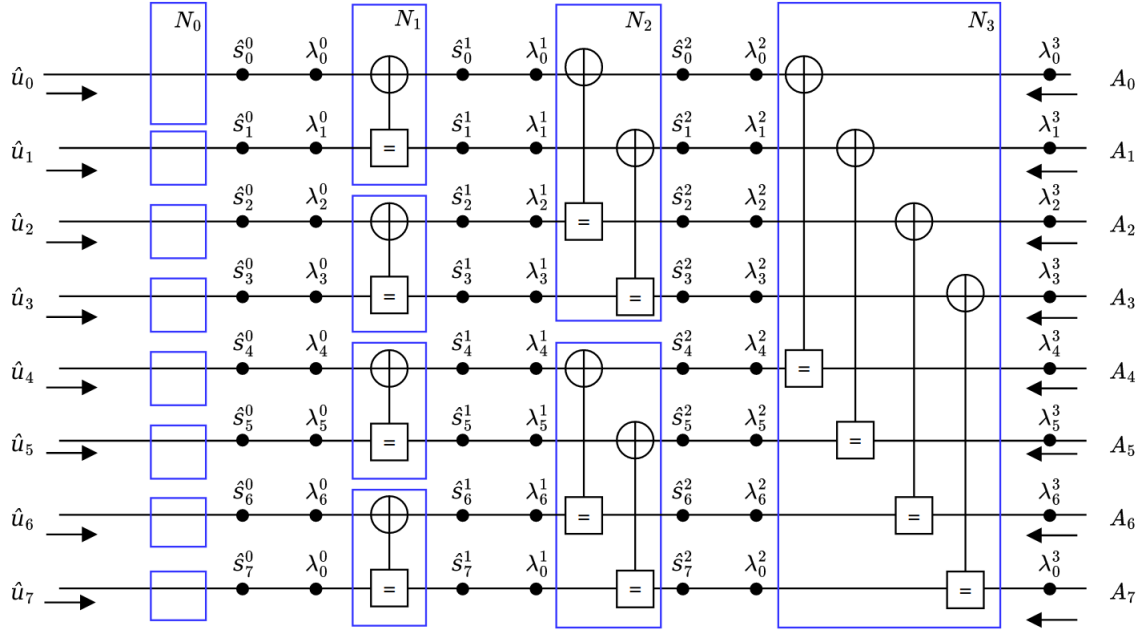 N₀ N₁ N₂ N₃
ŝ₀⁰ λ₀⁰ ŝ₀¹ λ₀¹ ŝ₀² λ₀² λ₀³
û₀ A₀
ŝ₁⁰ λ₁⁰ ŝ₁¹ λ₁¹ ŝ₁² λ₁² λ₁³
û₁ = A₁
ŝ₂⁰ λ₂⁰ ŝ₂¹ λ₂¹ ŝ₂² λ₂² λ₂³
û₂ = A₂
ŝ₃⁰ λ₃⁰ ŝ₃¹ λ₃¹ ŝ₃² λ₃² λ₃³
û₃ = = A₃
ŝ₄⁰ λ₄⁰ ŝ₄¹ λ₄¹ ŝ₄² λ₄² λ₄³
û₄ = A₄
ŝ₅⁰ λ₅⁰ ŝ₅¹ λ₅¹ ŝ₅² λ₅² λ₅³
û₅ = = A₅
ŝ₆⁰ λ₆⁰ ŝ₆¹ λ₆¹ ŝ₆² λ₆² λ₆³
û₆ = = A₆
ŝ₇⁰ λ₀⁰ ŝ₇¹ λ₀¹ ŝ₇² λ₀² λ₀³
û₇ = = = A₇